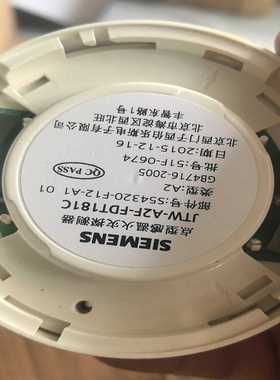 SIEMENS
点型感温火灾探测器
JTW-A2F-FDT181C
部件号:S54320-F12-A1 01
类型:A2
GB4716-2005
批号:51F-0674
日期:2015-12-16
北京西门子西伯乐斯电子有限公司
北京市海淀区西北旺
丰智东路1号
QC PASS